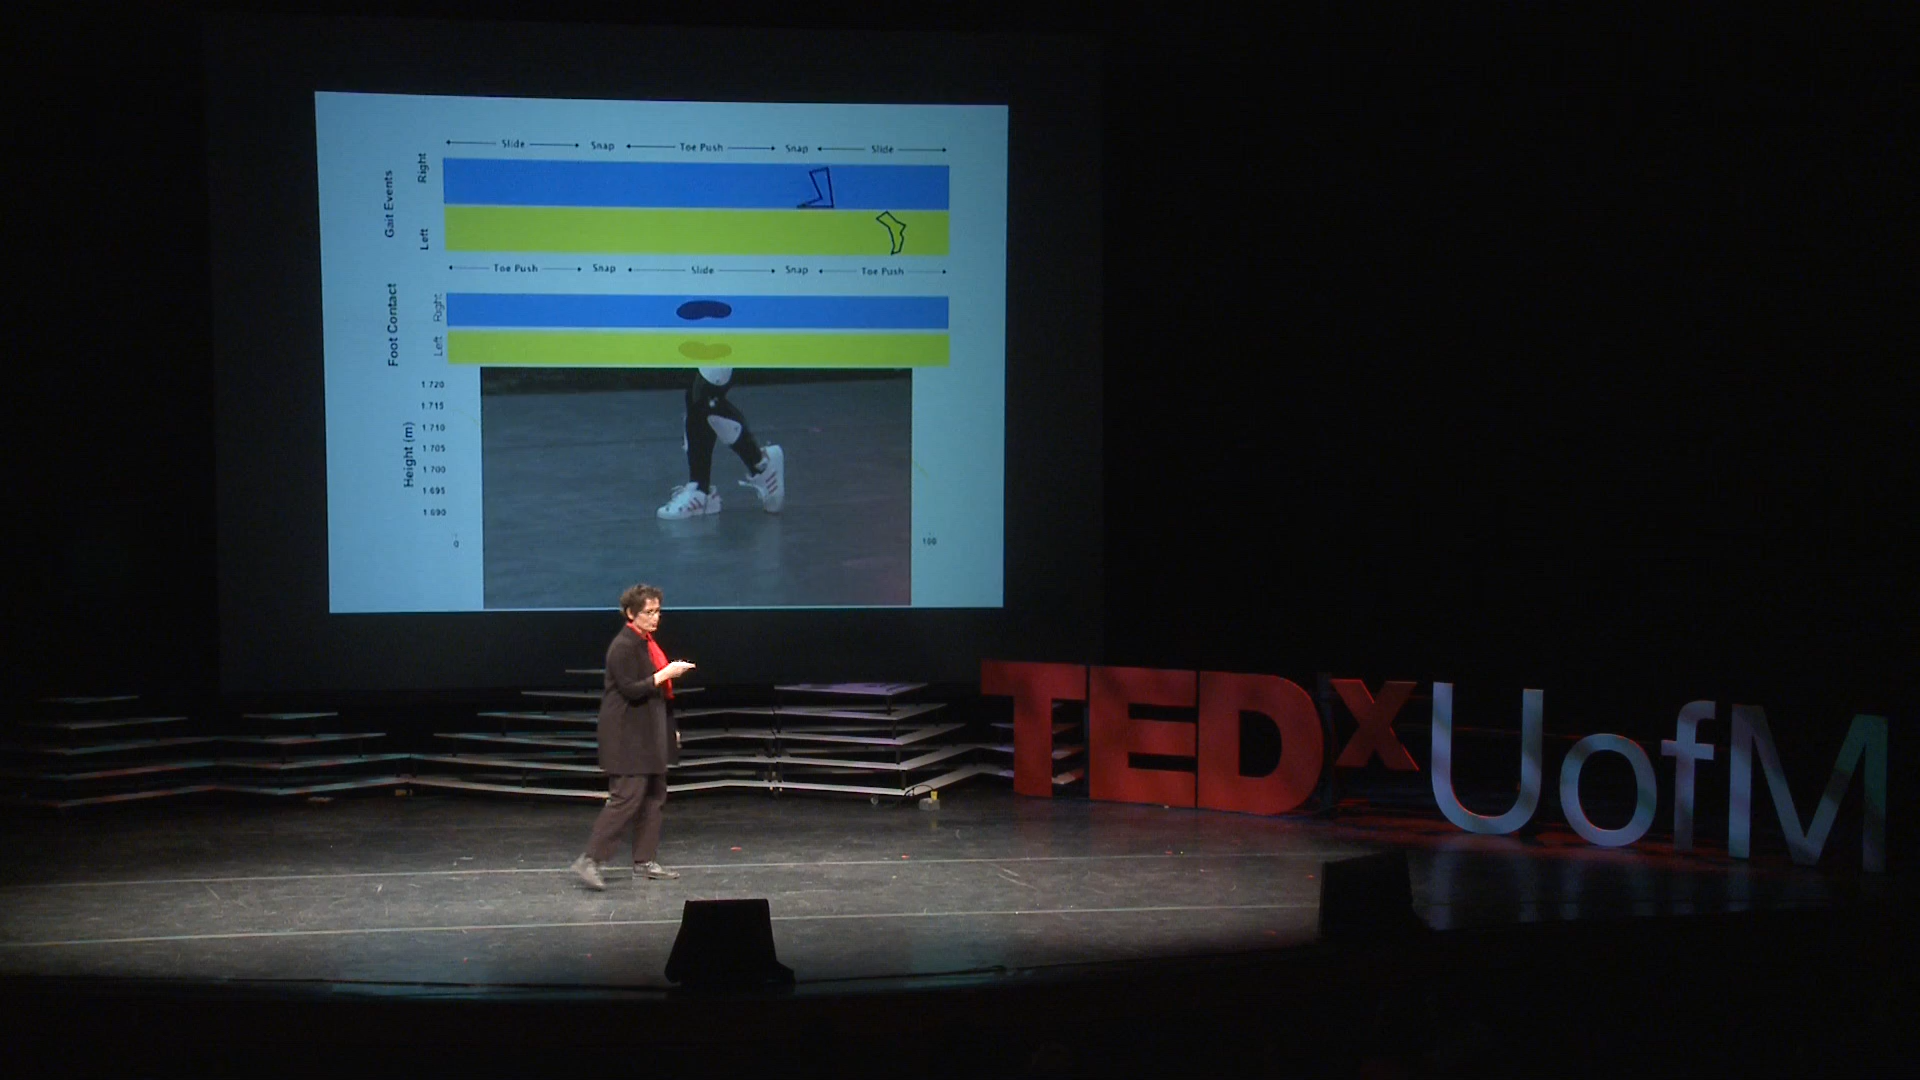 Slide Snap Toe Push Snap Slide
Gait Events
Right
Left
Toe Push Snap Slide Snap Toe Push
Foot Contact
Right
Left
Height (m)
1.720
1.715
1.710
1.705
1.700
1.695
1.690
0 100
TEDxUofM